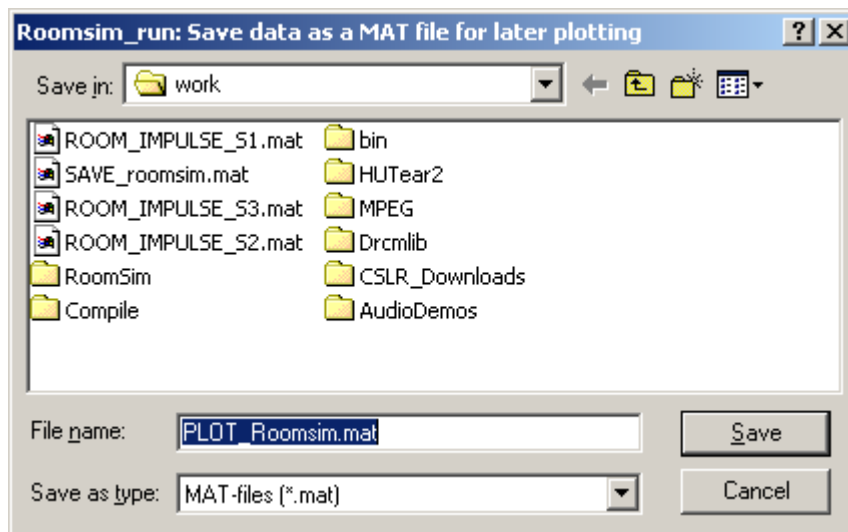 Roomsim_run: Save data as a MAT file for later plotting
Save in: work
ROOM_IMPULSE_S1.mat
SAVE_roomsim.mat
ROOM_IMPULSE_S3.mat
ROOM_IMPULSE_S2.mat
RoomSim
Compile
bin
HUTear2
MPEG
Drcmlib
CSLR_Downloads
AudioDemos
File name: PLOT_Roomsim.mat Save
Save as type: MAT-files (*.mat) Cancel